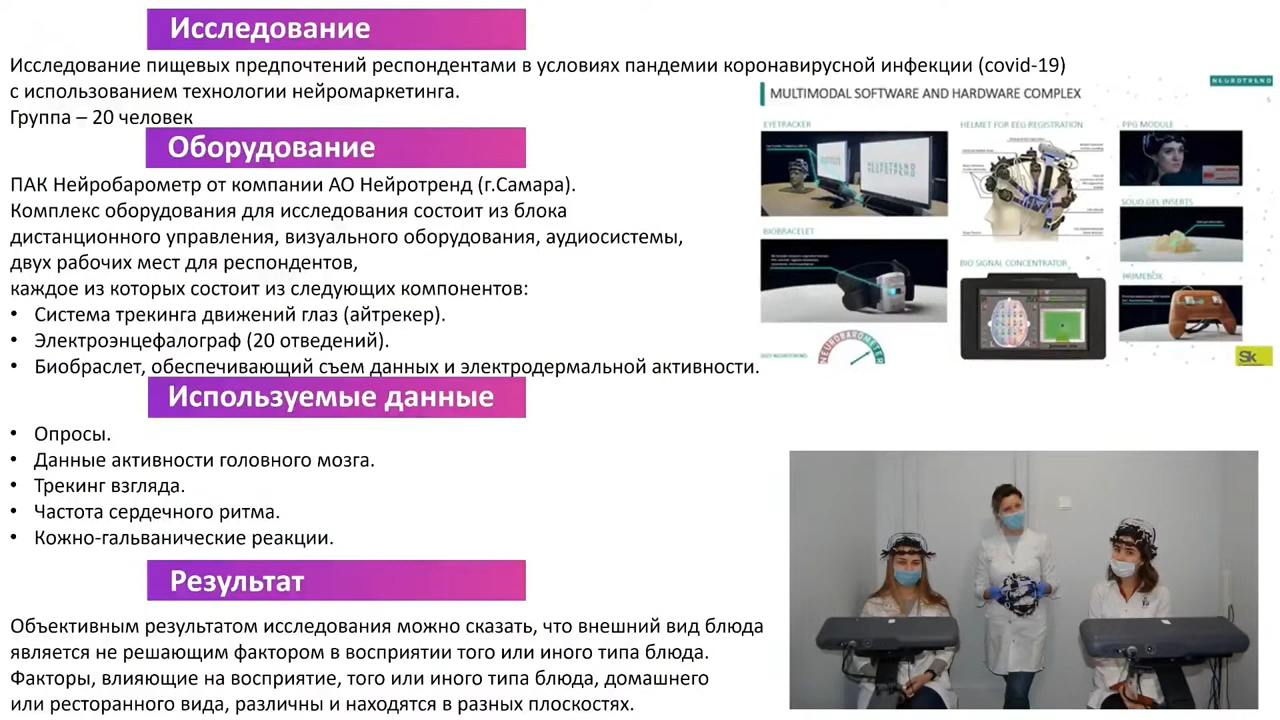 Исследование
Исследование пищевых предпочтений респондентами в условиях пандемии коронавирусной инфекции (covid-19)
с использованием технологии нейромаркетинга.
Группа – 20 человек
Оборудование
ПАК Нейробарометр от компании АО Нейротренд (г.Самара).
Комплекс оборудования для исследования состоит из блока
дистанционного управления, визуального оборудования, аудиосистемы,
двух рабочих мест для респондентов,
каждое из которых состоит из следующих компонентов:
• Система трекинга движений глаз (айтрекер).
• Электроэнцефалограф (20 отведений).
• Биобраслет, обеспечивающий съем данных и электродермальной активности.
Используемые данные
• Опросы.
• Данные активности головного мозга.
• Трекинг взгляда.
• Частота сердечного ритма.
• Кожно-гальванические реакции.
Результат
Объективным результатом исследования можно сказать, что внешний вид блюда
является не решающим фактором в восприятии того или иного типа блюда.
Факторы, влияющие на восприятие, того или иного типа блюда, домашнего
или ресторанного вида, различны и находятся в разных плоскостях.
NEUROTREND
5
MULTIMODAL SOFTWARE AND HARDWARE COMPLEX
EYETRACKER
HELMET FOR EEG REGISTRATION
PPG MODULE
NEUROTREND
SOLID GEL INSERTS
BIOBRACELET
BIO SIGNAL CONCENTRATOR
PRIMEBOX
NEUROBAROMETER
Sk